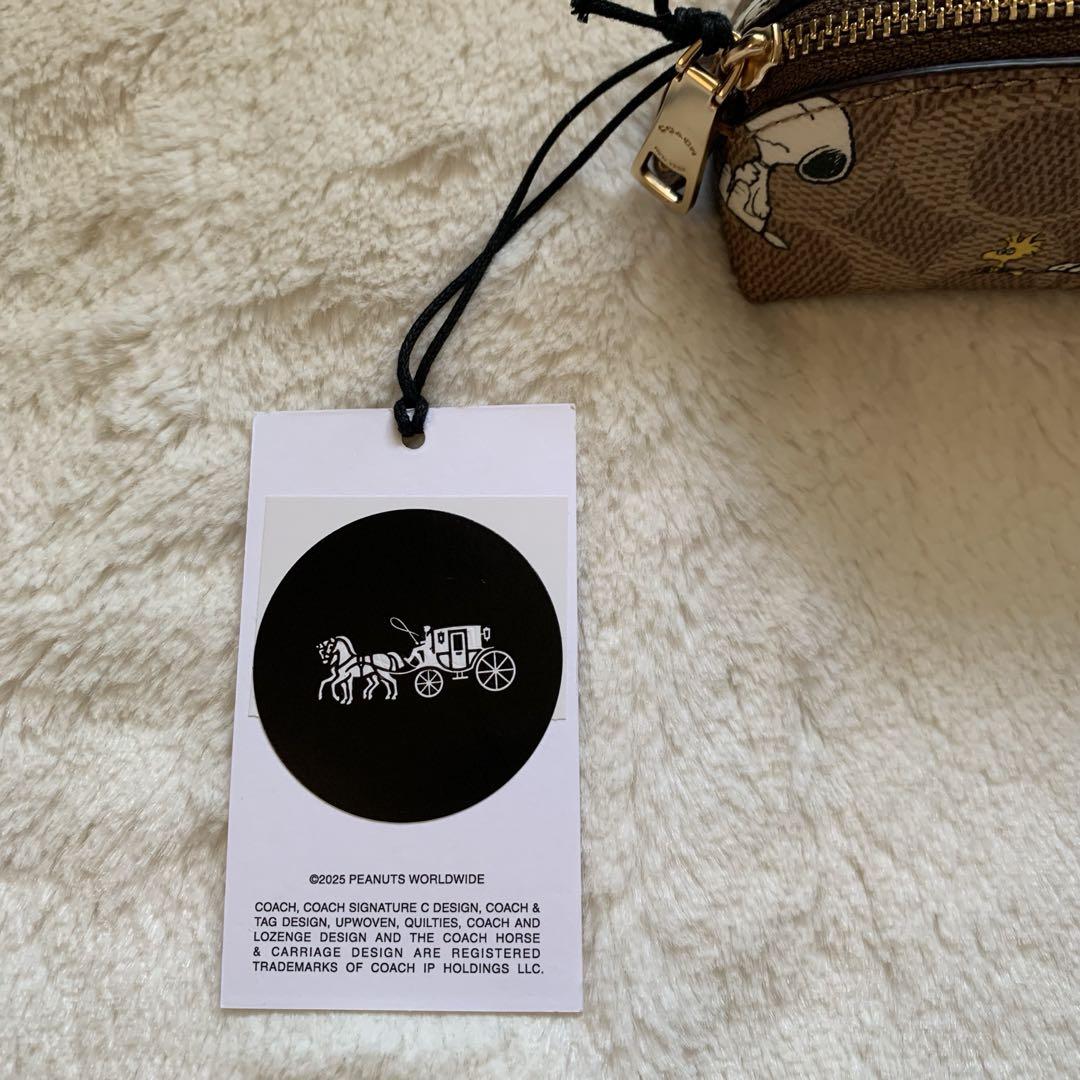 ©2025 PEANUTS WORLDWIDE
COACH, COACH SIGNATURE C DESIGN, COACH &
TAG DESIGN, UPWOVEN, QUILTIES, COACH AND
LOZENGE DESIGN AND THE COACH HORSE
& CARRIAGE DESIGN ARE REGISTERED
TRADEMARKS OF COACH IP HOLDINGS LLC.